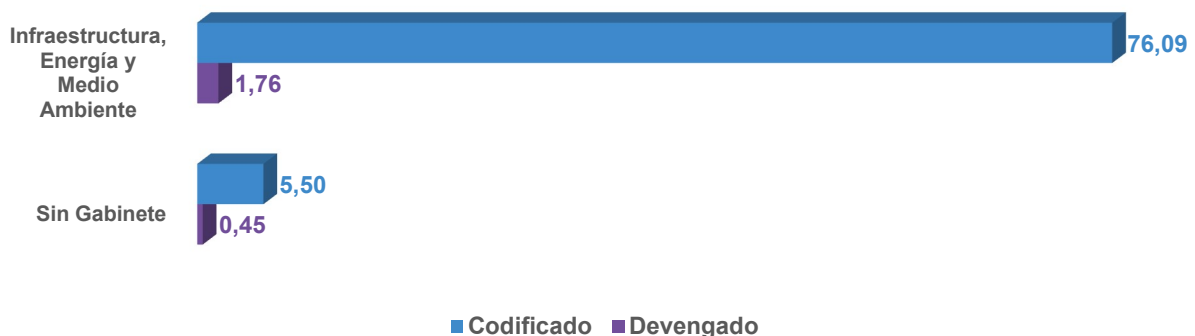 Infraestructura,
Energía y
Medio
Ambiente
76,09
1,76
Sin Gabinete
5,50
0,45
Codificado Devengado